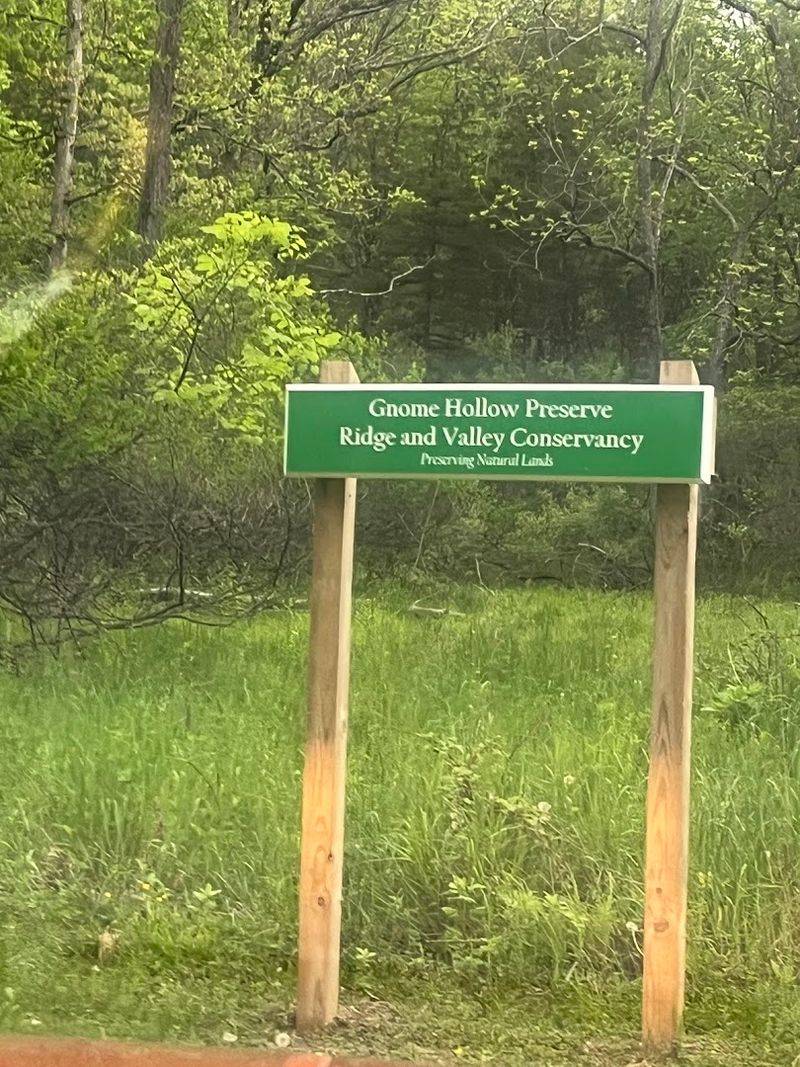 Gnome Hollow Preserve
Ridge and Valley Conservancy
Preserving Natural Lands